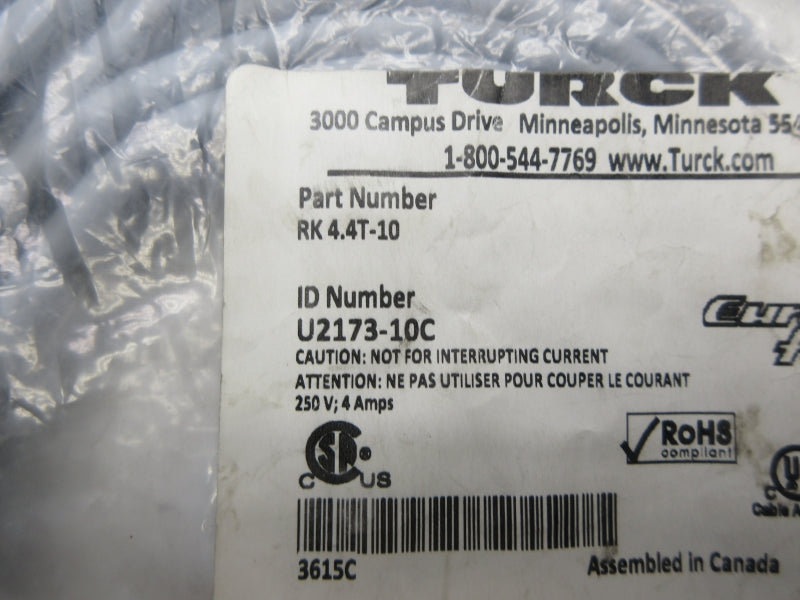 TURCK
3000 Campus Drive Minneapolis, Minnesota
1-800-544-7769 www.Turck.com
Part Number
RK 4.4T-10
ID Number
U2173-10C
CAUTION: NOT FOR INTERRUPTING CURRENT
ATTENTION: NE PAS UTILISER POUR COUPER LE COURANT
250 V; 4 Amps
RoHS
compliant
C US
Cable
3615C
Assembled in Canada